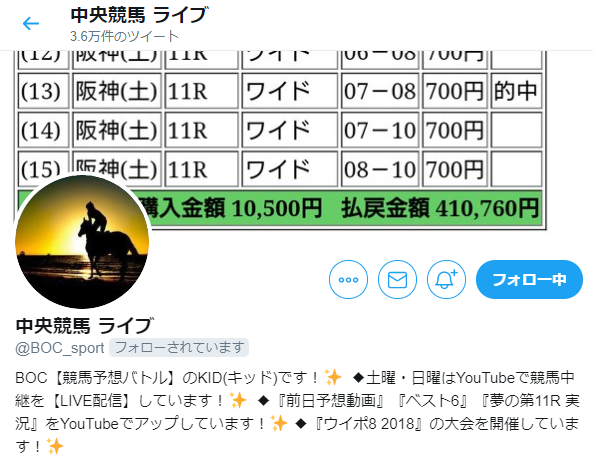 中央競馬 ライブ
3.6万件のツイート
(12) 阪神(土) 11R ワイド 06－08 700円
(13) 阪神(土) 11R ワイド 07－08 700円 的中
(14) 阪神(土) 11R ワイド 07－10 700円
(15) 阪神(土) 11R ワイド 08－10 700円
購入金額 10,500円 払戻金額 410,760円
フォロー中
中央競馬 ライブ
@BOC_sport フォローされています
BOC【競馬予想バトル】のKID(キッド)です！✨ ◆土曜・日曜はYouTubeで競馬中
継を【LIVE配信】しています！✨ ◆『前日予想動画』『ベスト6』『夢の第11R 実
況』をYouTubeでアップしています！✨ ◆『ウイポ8 2018』の大会を開催していま
す！✨